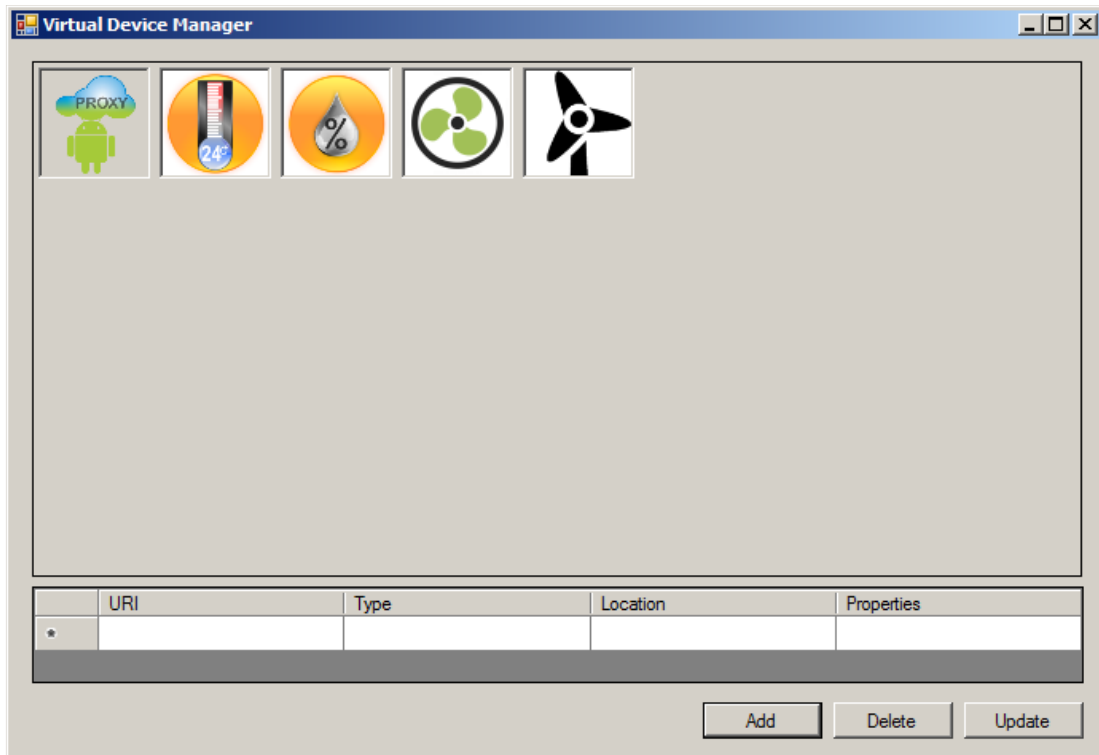 Virtual Device Manager
PROXY
24°
%
URI Type Location Properties
*
Add Delete Update